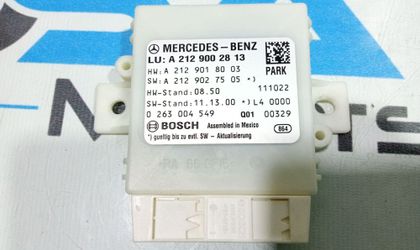 MERCEDES-BENZ
LU: A 212 900 28 13
HW: A 212 901 80 03 PARK
SW: A 212 902 75 05 *)
HW-Stand: 08.50 111022
SW-Stand: 11.13.00 *) L4 0000
0 263 004 549 Q01 00329
BOSCH Assembled in Mexico
*) gueltig bis zu evtl. SW - Aktualisierung 864